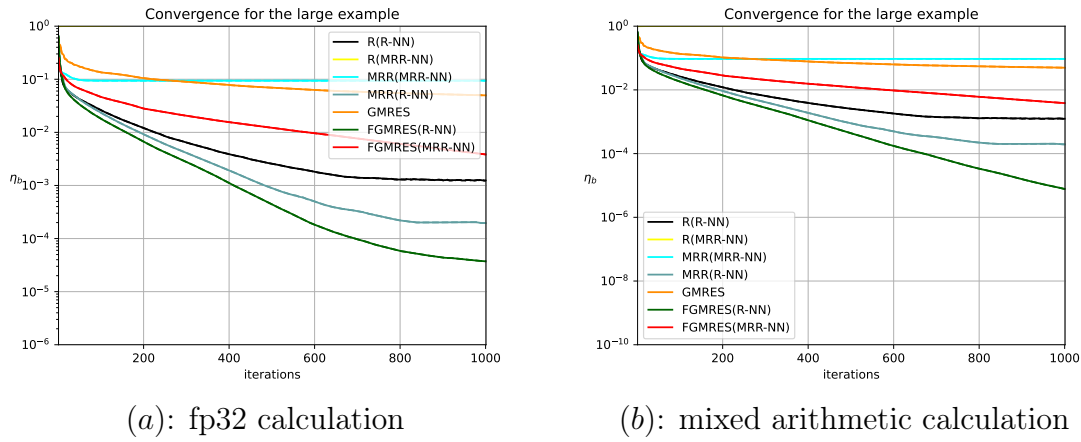 Convergence for the large example
10⁰
10⁻¹
10⁻²
η_b
10⁻³
10⁻⁴
10⁻⁵
10⁻⁶
R(R-NN)
R(MRR-NN)
MRR(MRR-NN)
MRR(R-NN)
GMRES
FGMRES(R-NN)
FGMRES(MRR-NN)
200 400 600 800 1000
iterations
(a): fp32 calculation
Convergence for the large example
10⁰
10⁻²
10⁻⁴
η_b
10⁻⁶
10⁻⁸
10⁻¹⁰
R(R-NN)
R(MRR-NN)
MRR(MRR-NN)
MRR(R-NN)
GMRES
FGMRES(R-NN)
FGMRES(MRR-NN)
200 400 600 800 1000
iterations
(b): mixed arithmetic calculation